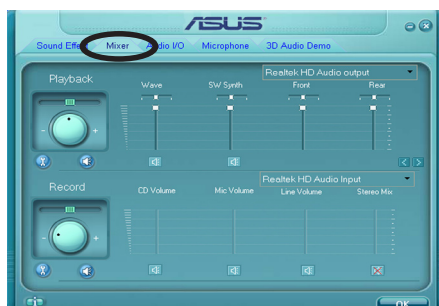 ASUS
Sound Effect Mixer Audio I/O Microphone 3D Audio Demo
Realtek HD Audio output
Playback
Wave SW Synth Front Rear
- +
Realtek HD Audio Input
Record
CD Volume Mic Volume Line Volume Stereo Mix
- +
OK